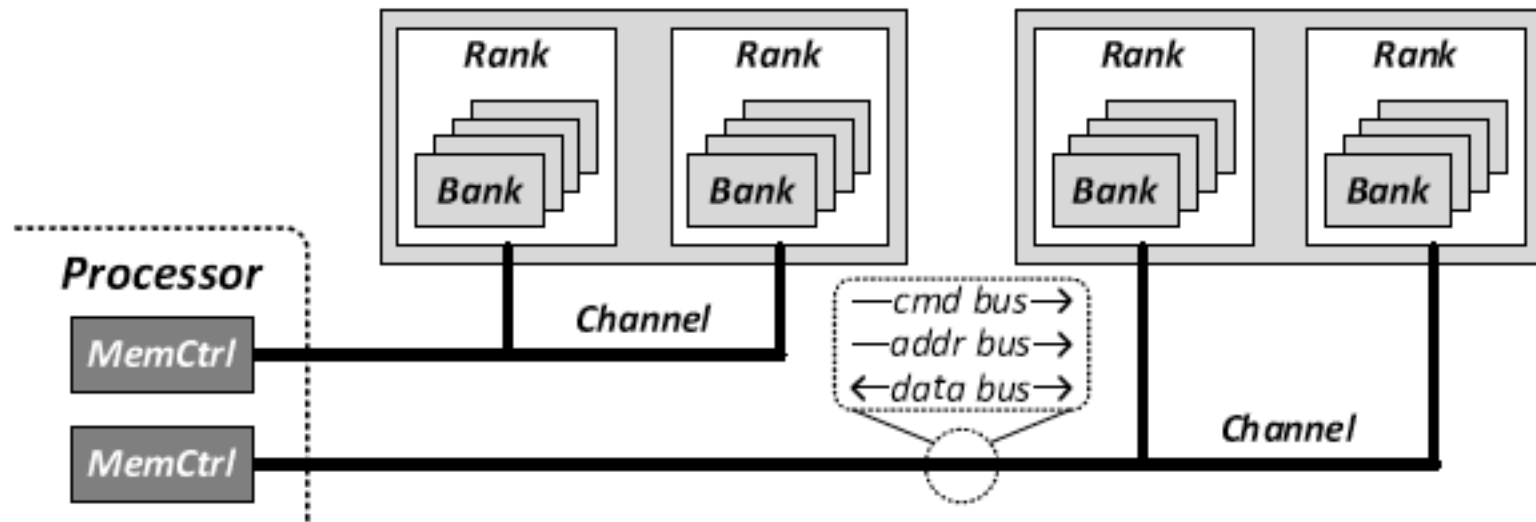 Rank Rank Rank Rank
Bank Bank Bank Bank
Processor
cmd bus
Channel
addr bus
MemCtrl
data bus
Channel
MemCtrl